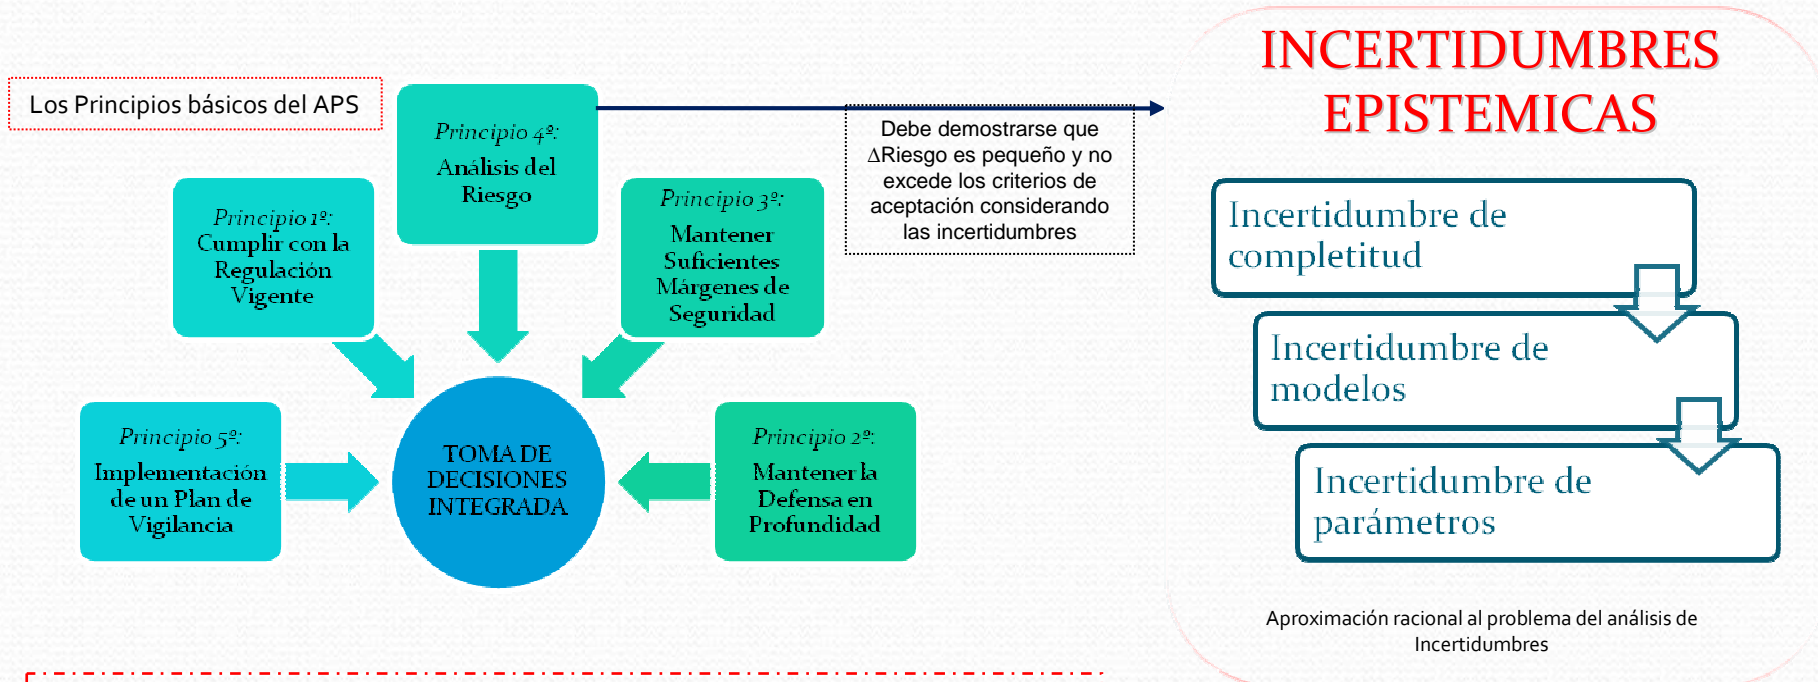 Los Principios básicos del APS
Principio 4º:
Análisis del
Riesgo
Principio 1º:
Cumplir con la
Regulación
Vigente
Principio 3º:
Mantener
Suficientes
Márgenes de
Seguridad
Principio 5º:
Implementación
de un Plan de
Vigilancia
TOMA DE
DECISIONES
INTEGRADA
Principio 2º:
Mantener la
Defensa en
Profundidad
Debe demostrarse que
∆Riesgo es pequeño y no
excede los criterios de
aceptación considerando
las incertidumbres
INCERTIDUMBRES
EPISTEMICAS
Incertidumbre de
completitud
Incertidumbre de
modelos
Incertidumbre de
parámetros
Aproximación racional al problema del análisis de
Incertidumbres